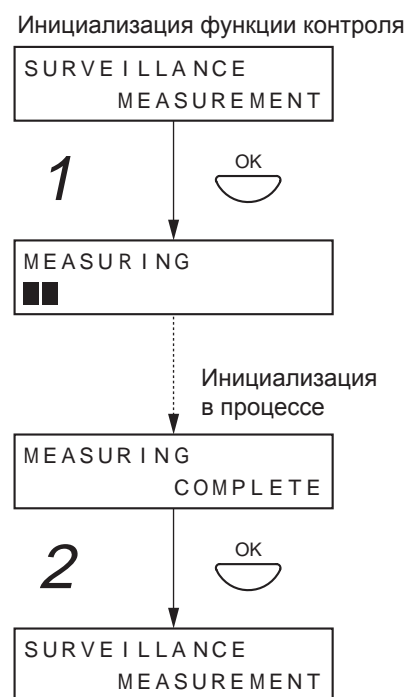 Инициализация функции контроля
SURVEILLANCE
MEASUREMENT
1
OK
MEASURING
Инициализация
в процессе
MEASURING
COMPLETE
2
OK
SURVEILLANCE
MEASUREMENT